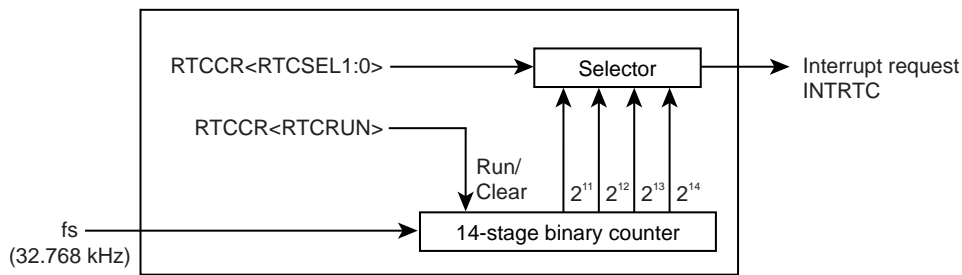 RTCCR<RTCSEL1:0>
Selector
Interrupt request
INTRTC
RTCCR<RTCRUN>
Run/
Clear
2¹¹ 2¹² 2¹³ 2¹⁴
fs
(32.768 kHz)
14-stage binary counter